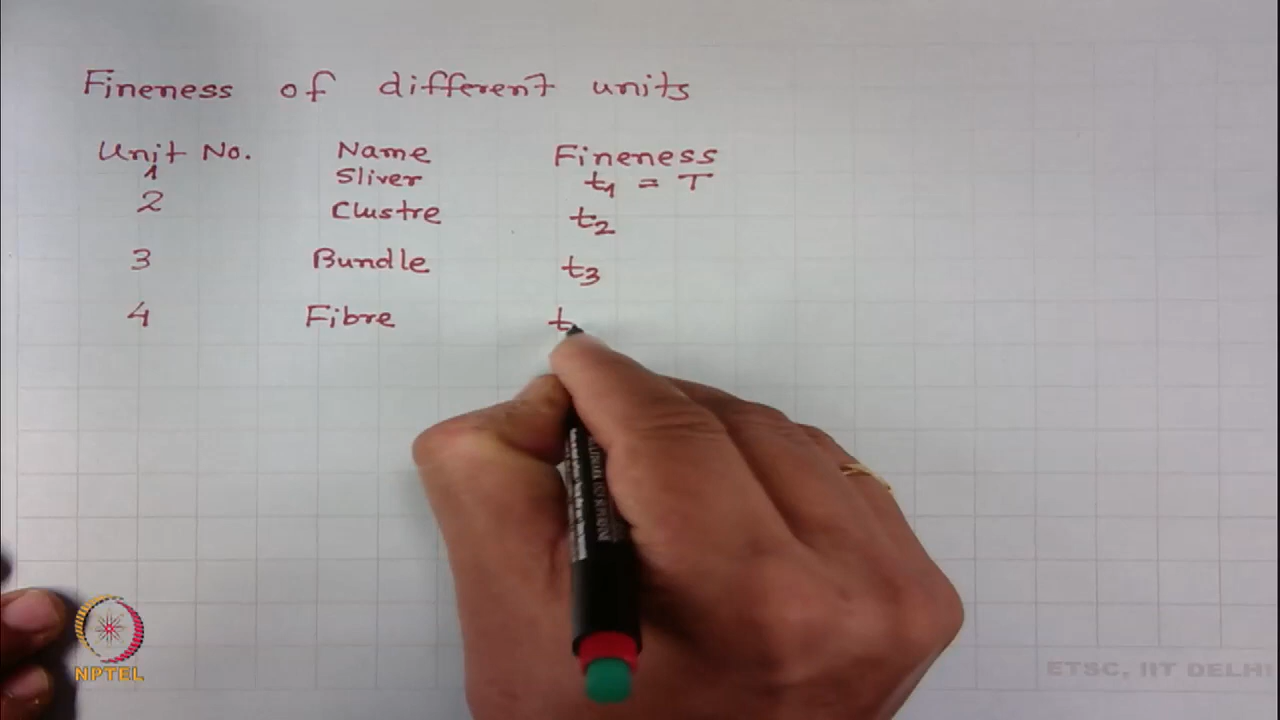 Fineness of different units
Unit No. Name Fineness
1 Sliver t1 = T
2 Clustre t2
3 Bundle t3
4 Fibre t
NPTEL
ETSC, IIT DELHI